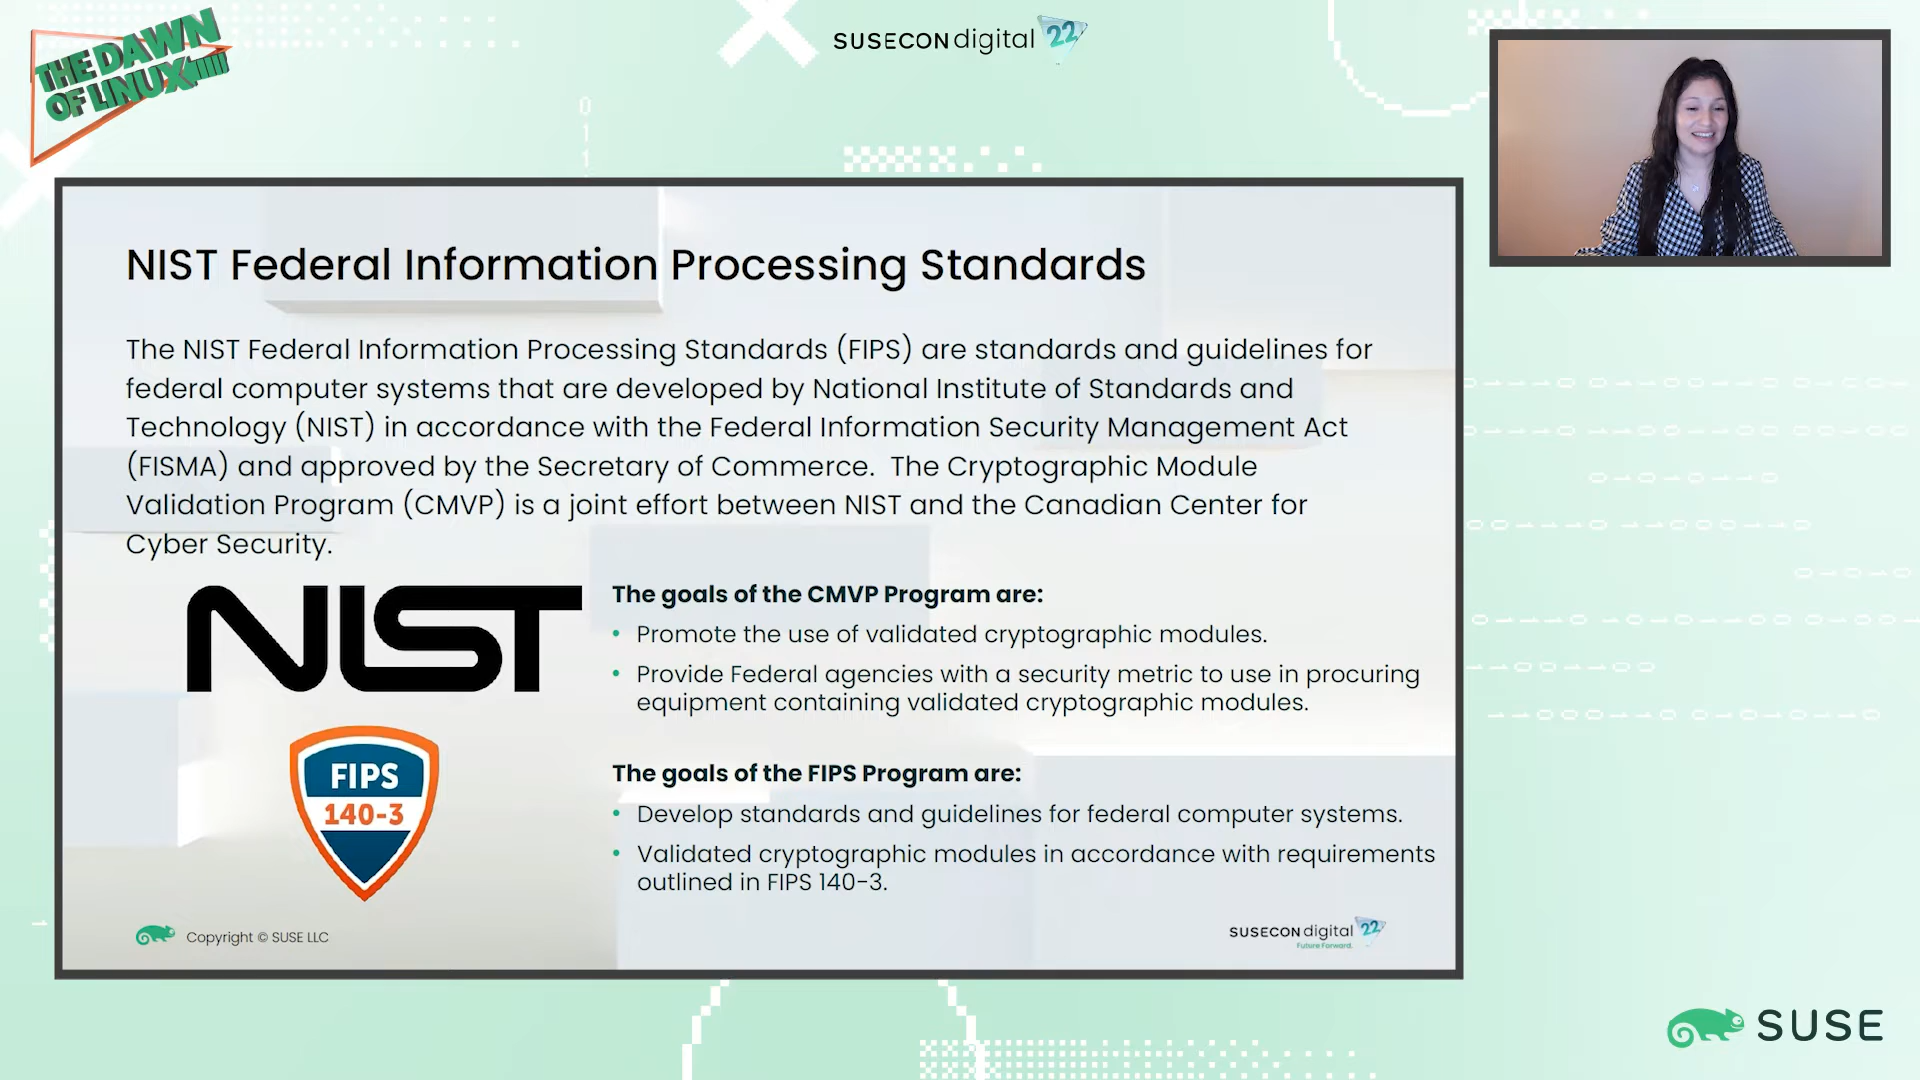 THE DAWN
OF LINUX
SUSECON digital 22
NIST Federal Information Processing Standards
The NIST Federal Information Processing Standards (FIPS) are standards and guidelines for
federal computer systems that are developed by National Institute of Standards and
Technology (NIST) in accordance with the Federal Information Security Management Act
(FISMA) and approved by the Secretary of Commerce.  The Cryptographic Module
Validation Program (CMVP) is a joint effort between NIST and the Canadian Center for
Cyber Security.
NIST
FIPS
140-3
The goals of the CMVP Program are:
• Promote the use of validated cryptographic modules.
• Provide Federal agencies with a security metric to use in procuring
equipment containing validated cryptographic modules.
The goals of the FIPS Program are:
• Develop standards and guidelines for federal computer systems.
• Validated cryptographic modules in accordance with requirements
outlined in FIPS 140-3.
Copyright © SUSE LLC
SUSECON digital 22
Future Forward.
SUSE